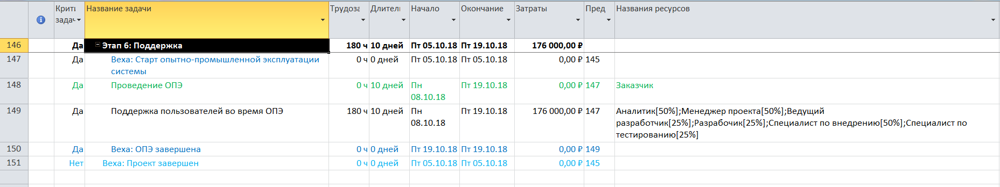 Крити Название задачи Трудоза Длителі Начало Окончание Затраты Пред Названия ресурсов
задач
146 Да Этап 6: Поддержка 180 ч 10 дней Пт 05.10.18 Пт 19.10.18 176 000,00 ₽
147 Да Веха: Старт опытно-промышленной эксплуатации 0 ч 0 дней Пт 05.10.18 Пт 05.10.18 0,00 ₽ 145
системы
148 Да Проведение ОПЭ 0 ч 10 дней Пн Пт 19.10.18 0,00 ₽ 147 Заказчик
08.10.18
149 Да Поддержка пользователей во время ОПЭ 180 ч 10 дней Пн Пт 19.10.18 176 000,00 ₽ 147 Аналитик[50%];Менеджер проекта[50%];Ведущий
08.10.18 разработчик[25%];Разрабочик[25%];Специалист по внедрению[50%];Специалист по
тестированию[25%]
150 Да Веха: ОПЭ завершена 0 ч 0 дней Пт 19.10.18 Пт 19.10.18 0,00 ₽ 149
151 Нет Веха: Проект завершен 0 ч 0 дней Пт 05.10.18 Пт 05.10.18 0,00 ₽ 145